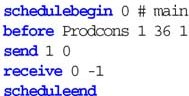 schedulebegin 0 # main
before Prodcons 1 36 1
send 1 0
receive 0 -1
scheduleend